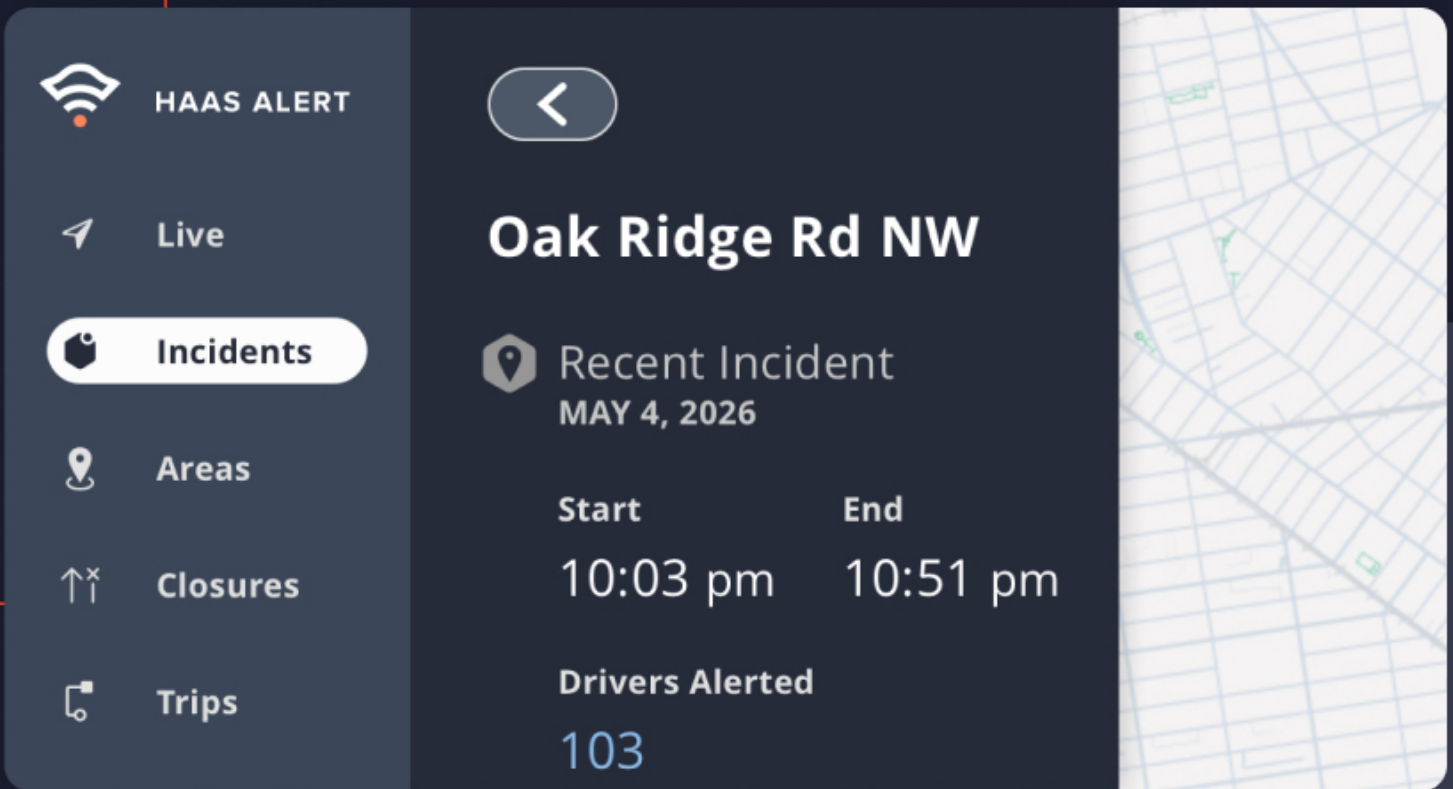 HAAS ALERT
Live
Incidents
Areas
Closures
Trips
Oak Ridge Rd NW
Recent Incident
MAY 4, 2026
Start End
10:03 pm 10:51 pm
Drivers Alerted
103